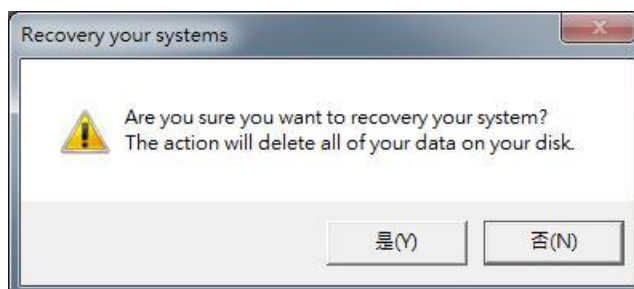 Recovery your systems
Are you sure you want to recovery your system?
The action will delete all of your data on your disk.
是(Y)
否(N)